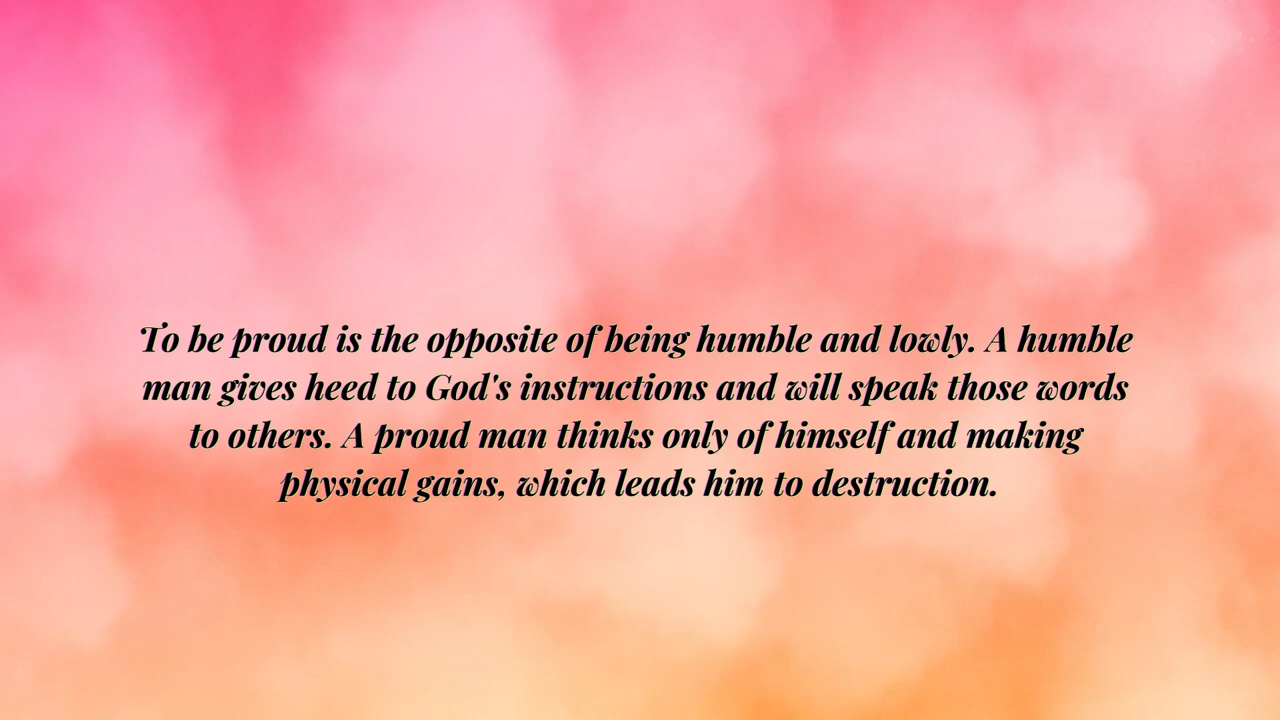 To be proud is the opposite of being humble and lowly. A humble
man gives heed to God's instructions and will speak those words
to others. A proud man thinks only of himself and making
physical gains, which leads him to destruction.